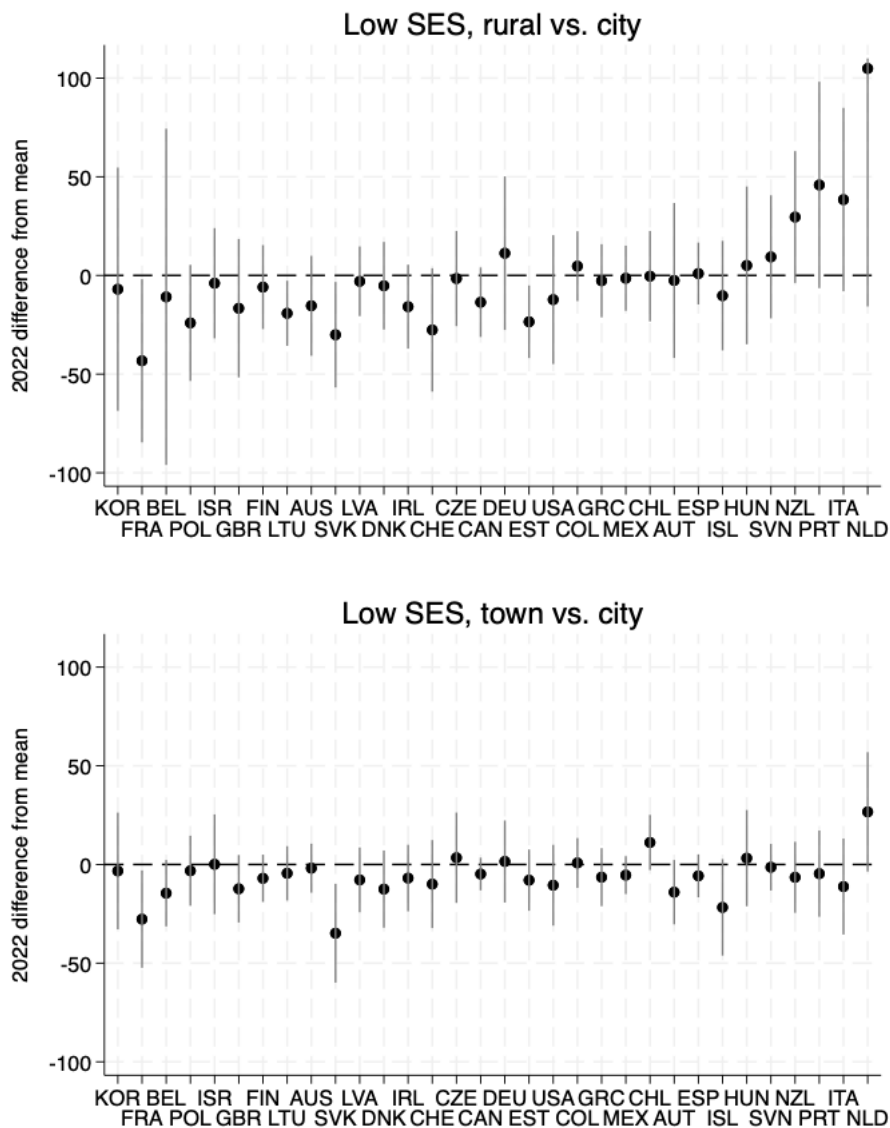 Low SES, rural vs. city
2022 difference from mean
100
50
0
-50
-100
KOR BEL ISR FIN AUS LVA IRL CZE DEU USA GRC CHL ESP HUN NZL ITA
FRA POL GBR LTU SVK DNK CHE CAN EST COL MEX AUT ISL SVN PRT NLD
Low SES, town vs. city
2022 difference from mean
100
50
0
-50
-100
KOR BEL ISR FIN AUS LVA IRL CZE DEU USA GRC CHL ESP HUN NZL ITA
FRA POL GBR LTU SVK DNK CHE CAN EST COL MEX AUT ISL SVN PRT NLD